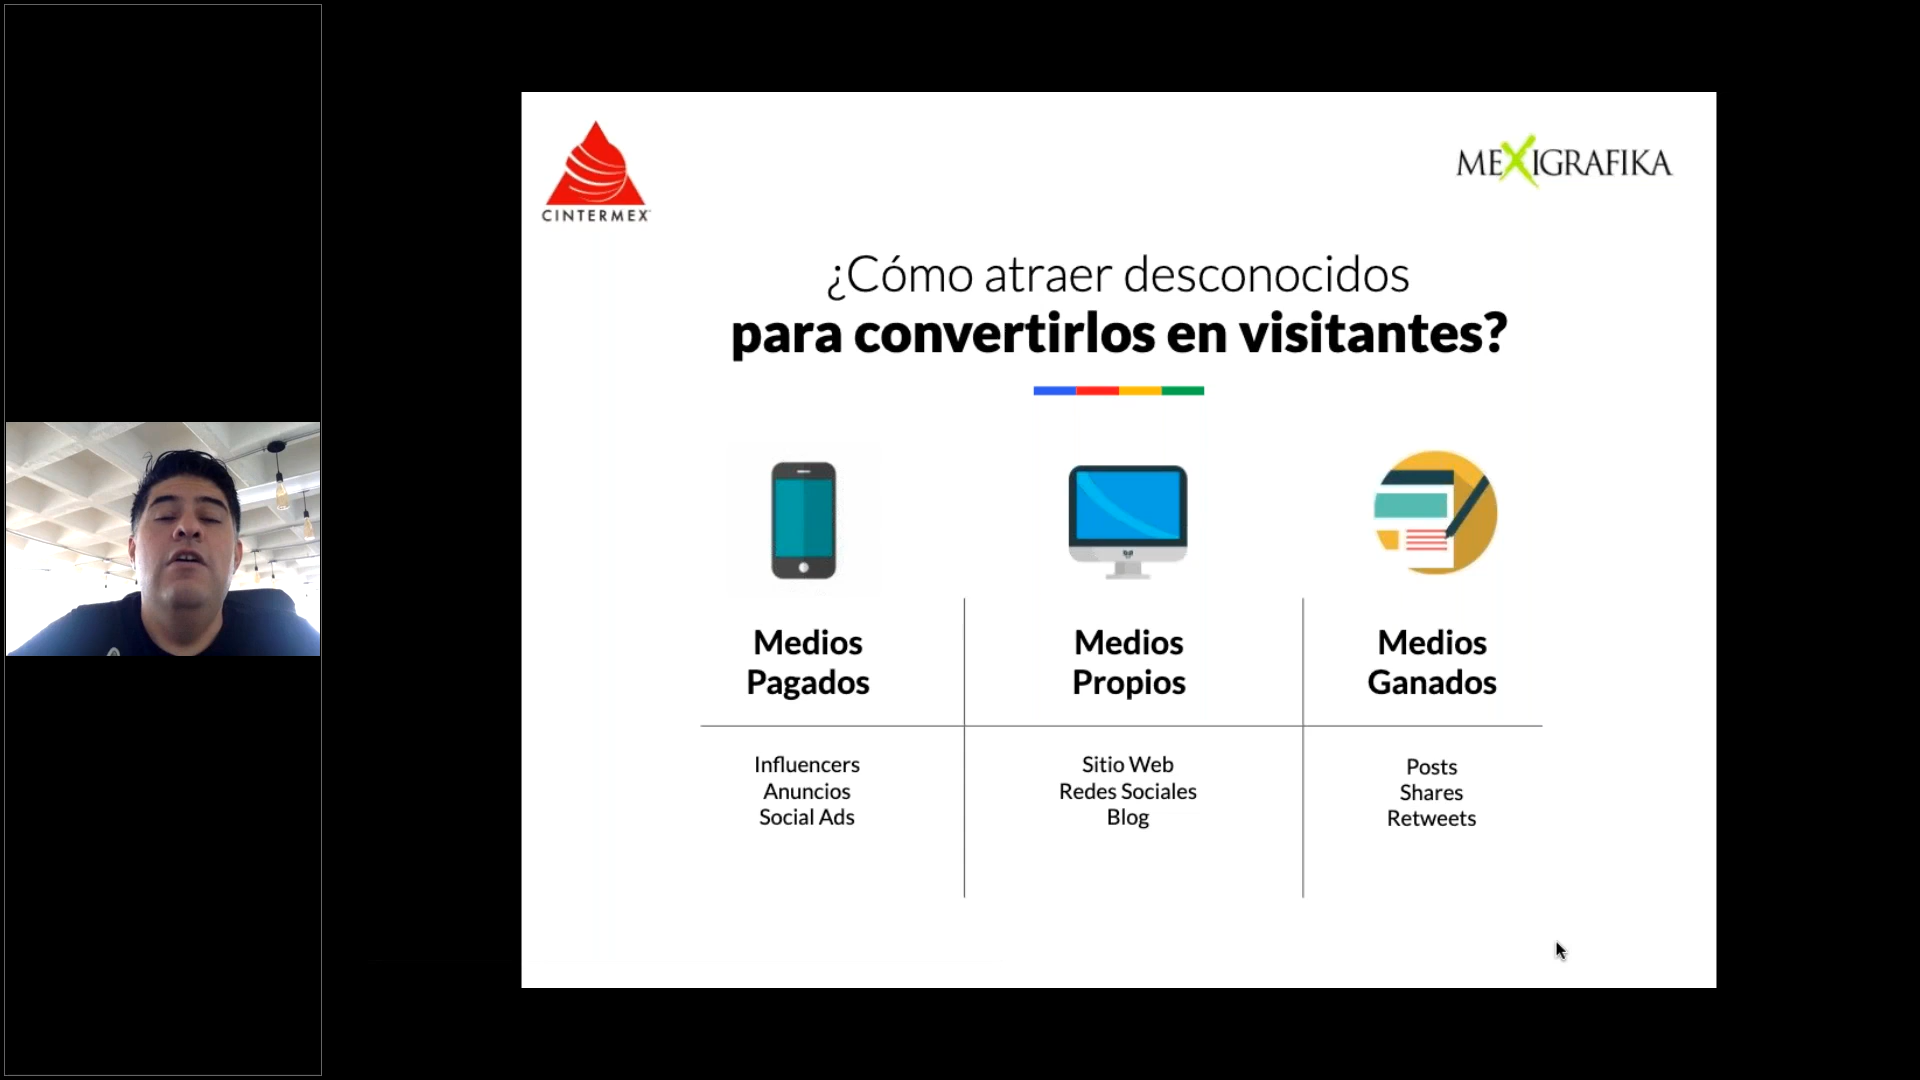 CINTERMEX
MEXIGRAFIKA
¿Cómo atraer desconocidos
para convertirlos en visitantes?
Medios
Pagados
Medios
Propios
Medios
Ganados
Influencers
Anuncios
Social Ads
Sitio Web
Redes Sociales
Blog
Posts
Shares
Retweets